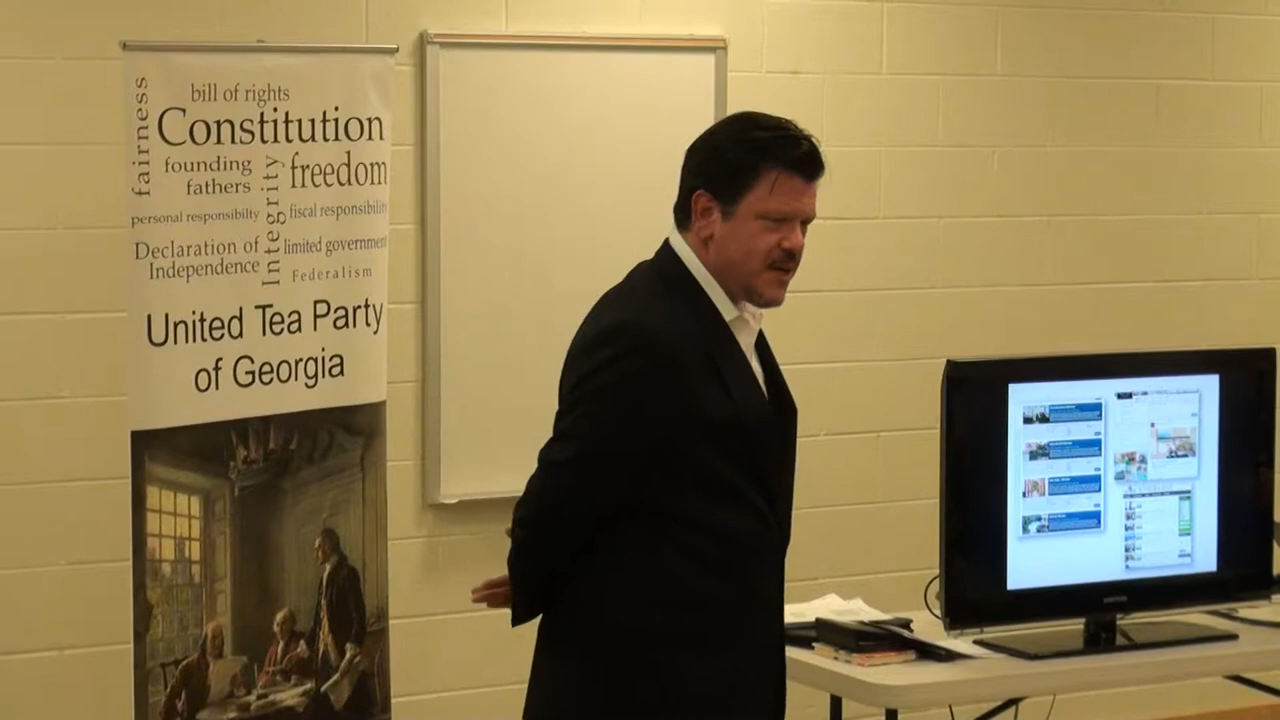 fairness
bill of rights
Constitution
founding
fathers
Integrity
freedom
personal responsibilty
fiscal responsibility
Declaration of
Independence
limited government
Federalism
United Tea Party
of Georgia